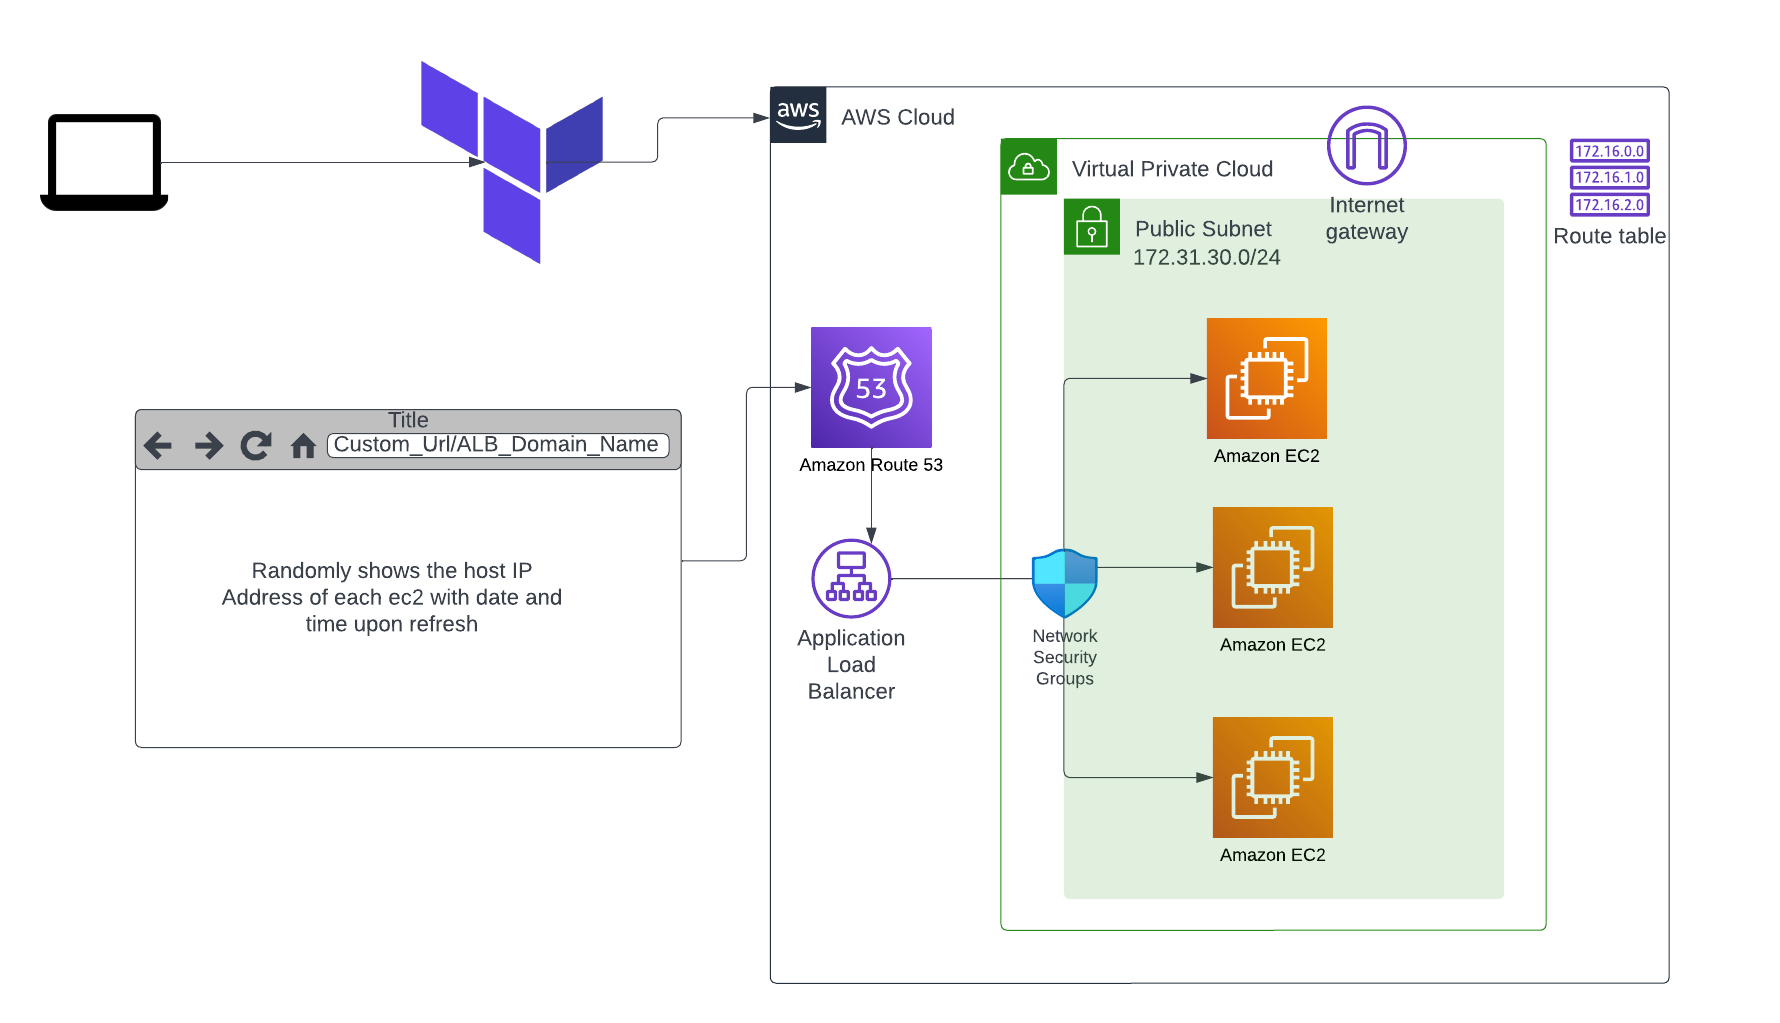 aws
AWS Cloud
Virtual Private Cloud
Internet
gateway
172.16.0.0
172.16.1.0
172.16.2.0
Route table
Public Subnet
172.31.30.0/24
53
Amazon Route 53
Title
Custom_Url/ALB_Domain_Name
Randomly shows the host IP
Address of each ec2 with date and
time upon refresh
Application
Load
Balancer
Network
Security
Groups
Amazon EC2
Amazon EC2
Amazon EC2